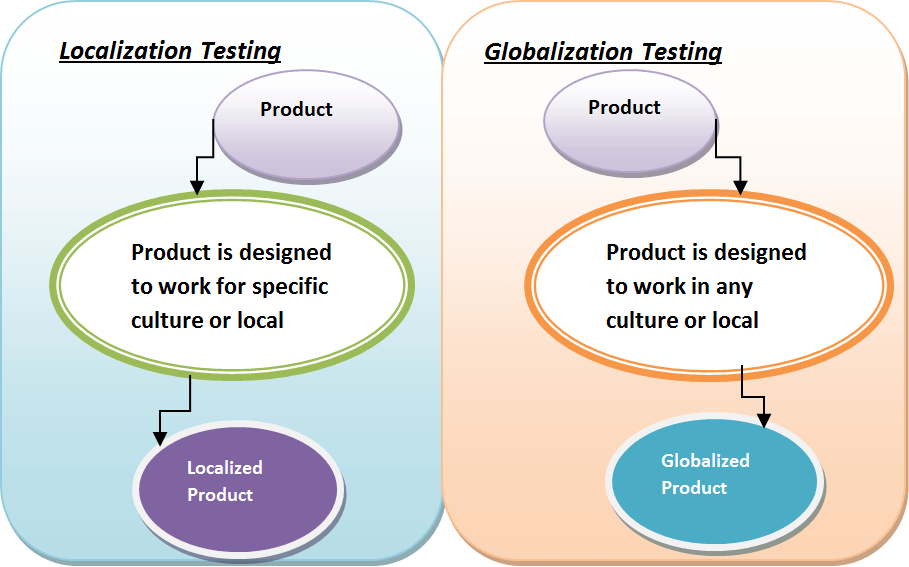 Localization Testing
Product
Product is designed
to work for specific
culture or local
Localized
Product
Globalization Testing
Product
Product is designed
to work in any
culture or local
Globalized
Product